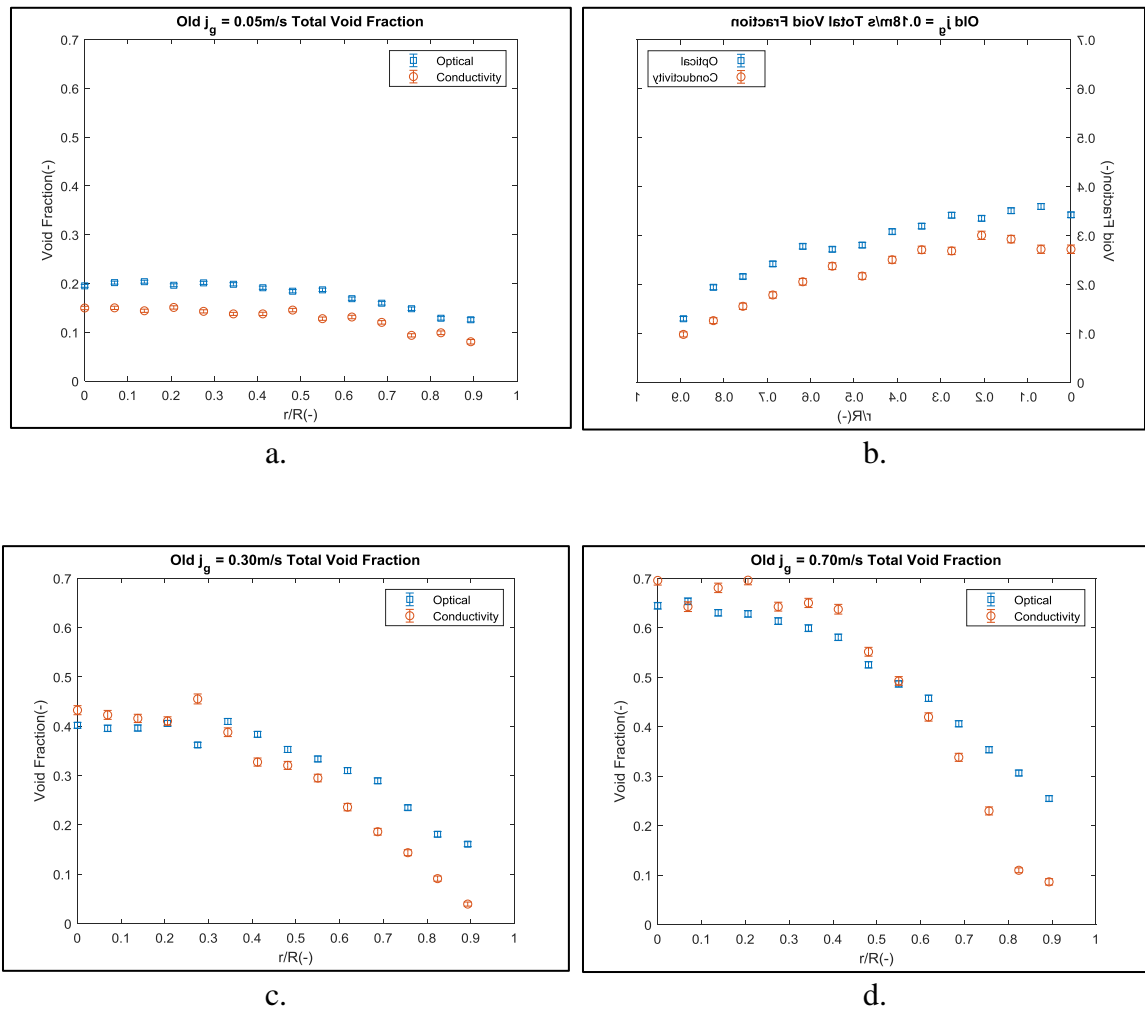 Old j_g = 0.05m/s Total Void Fraction
0.7
0.6
0.5
0.4
0.3
0.2
0.1
0
Void Fraction(-)
Optical
Conductivity
0 0.1 0.2 0.3 0.4 0.5 0.6 0.7 0.8 0.9 1
r/R(-)
a.
Old j_g = 0.18m/s Total Void Fraction
0.7
0.6
0.5
0.4
0.3
0.2
0.1
0
Void Fraction(-)
Optical
Conductivity
1 0.9 0.8 0.7 0.6 0.5 0.4 0.3 0.2 0.1 0
r/R(-)
b.
Old j_g = 0.30m/s Total Void Fraction
0.7
0.6
0.5
0.4
0.3
0.2
0.1
0
Void Fraction(-)
Optical
Conductivity
0 0.1 0.2 0.3 0.4 0.5 0.6 0.7 0.8 0.9 1
r/R(-)
c.
Old j_g = 0.70m/s Total Void Fraction
0.7
0.6
0.5
0.4
0.3
0.2
0.1
0
Void Fraction(-)
Optical
Conductivity
0 0.1 0.2 0.3 0.4 0.5 0.6 0.7 0.8 0.9 1
r/R(-)
d.